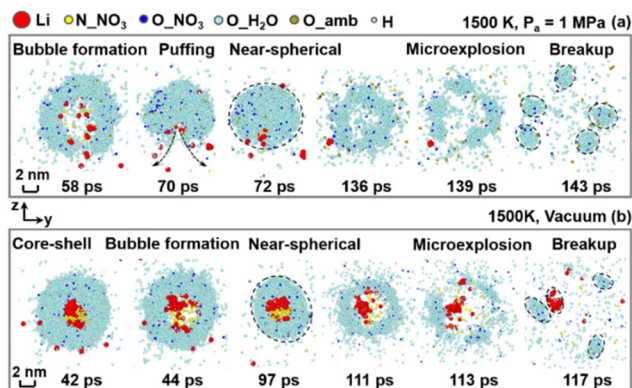 Li N_NO₃ O_NO₃ O_H₂O O_amb H 1500 K, Pₐ = 1 MPa (a)
Bubble formation Puffing Near-spherical Microexplosion Breakup
2 nm
58 ps 70 ps 72 ps 136 ps 139 ps 143 ps
z
y
1500K, Vacuum (b)
Core-shell Bubble formation Near-spherical Microexplosion Breakup
2 nm
42 ps 44 ps 97 ps 111 ps 113 ps 117 ps